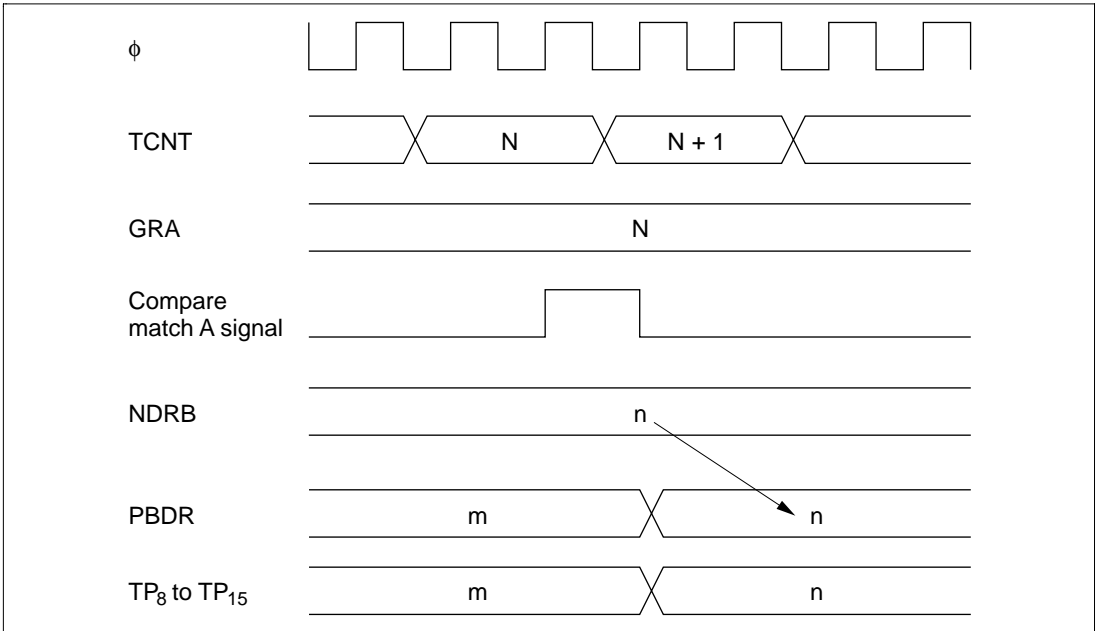 ϕ
TCNT N N + 1
GRA N
Compare
match A signal
NDRB n
PBDR m n
TP8 to TP15 m n